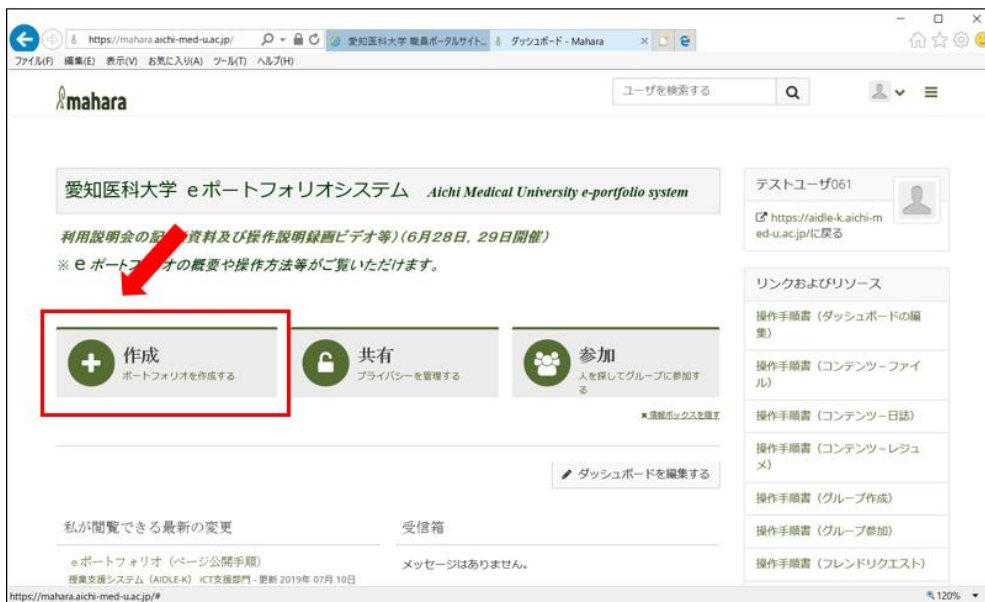 https://mahara.aichi-med-u.ac.jp/
愛知医科大学 職員ポータルサイト...
ダッシュボード - Mahara
ファイル(F) 編集(E) 表示(V) お気に入り(A) ツール(T) ヘルプ(H)
mahara
ユーザを検索する
愛知医科大学 eポートフォリオシステム Aichi Medical University e-portfolio system
利用説明会の記
資料及び操作説明録画ビデオ等)(6月28日, 29日開催)
※ e ポートフォリオの概要や操作方法等がご覧いただけます。
作成
ポートフォリオを作成する
共有
プライバシーを管理する
参加
人を探してグループに参加す
る
×情報ボックスを隠す
ダッシュボードを編集する
私が閲覧できる最新の変更
eポートフォリオ(ページ公開手順)
授業支援システム(AIDLE-K) ICT支援部門 - 更新 2019年 07月 10日
受信箱
メッセージはありません。
テストユーザ061
https://aidle-k.aichi-m
ed-u.ac.jp/に戻る
リンクおよびリソース
操作手順書(ダッシュボードの編
集)
操作手順書(コンテンツ-ファイ
ル)
操作手順書(コンテンツ-日誌)
操作手順書(コンテンツ-レジュ
メ)
操作手順書(グループ作成)
操作手順書(グループ参加)
操作手順書(フレンドリクエスト)
https://mahara.aichi-med-u.ac.jp/#
120%